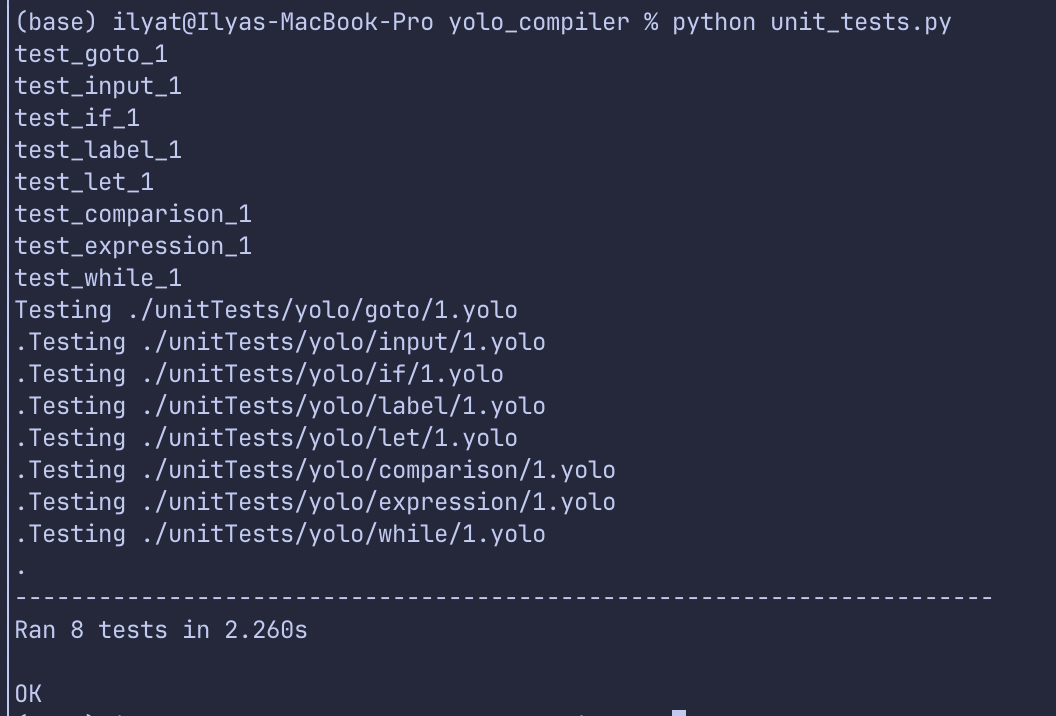 (base) ilyat@Ilyas-MacBook-Pro yolo_compiler % python unit_tests.py
test_goto_1
test_input_1
test_if_1
test_label_1
test_let_1
test_comparison_1
test_expression_1
test_while_1
Testing ./unitTests/yolo/goto/1.yolo
.Testing ./unitTests/yolo/input/1.yolo
.Testing ./unitTests/yolo/if/1.yolo
.Testing ./unitTests/yolo/label/1.yolo
.Testing ./unitTests/yolo/let/1.yolo
.Testing ./unitTests/yolo/comparison/1.yolo
.Testing ./unitTests/yolo/expression/1.yolo
.Testing ./unitTests/yolo/while/1.yolo
.
----------------------------------------------------------------------
Ran 8 tests in 2.260s
OK